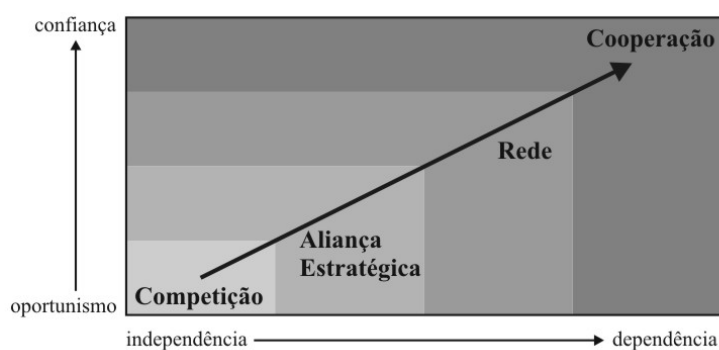 confiança
Cooperação
Rede
Aliança
Estratégica
Competição
oportunismo
independência
dependência